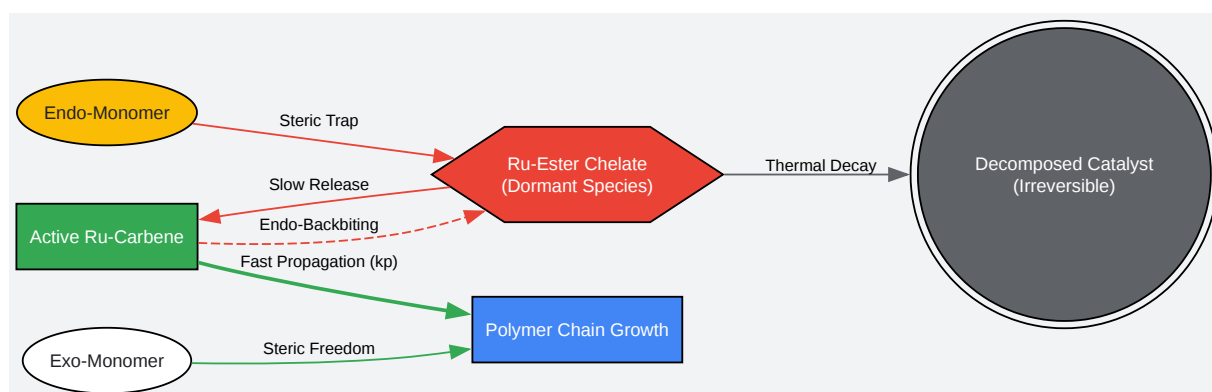 Endo-Monomer
Steric Trap
Ru-Ester Chelate
(Dormant Species)
Thermal Decay
Decomposed Catalyst
(Irreversible)
Slow Release
Active Ru-Carbene
Endo-Backbiting
Fast Propagation (kp)
Polymer Chain Growth
Steric Freedom
Exo-Monomer